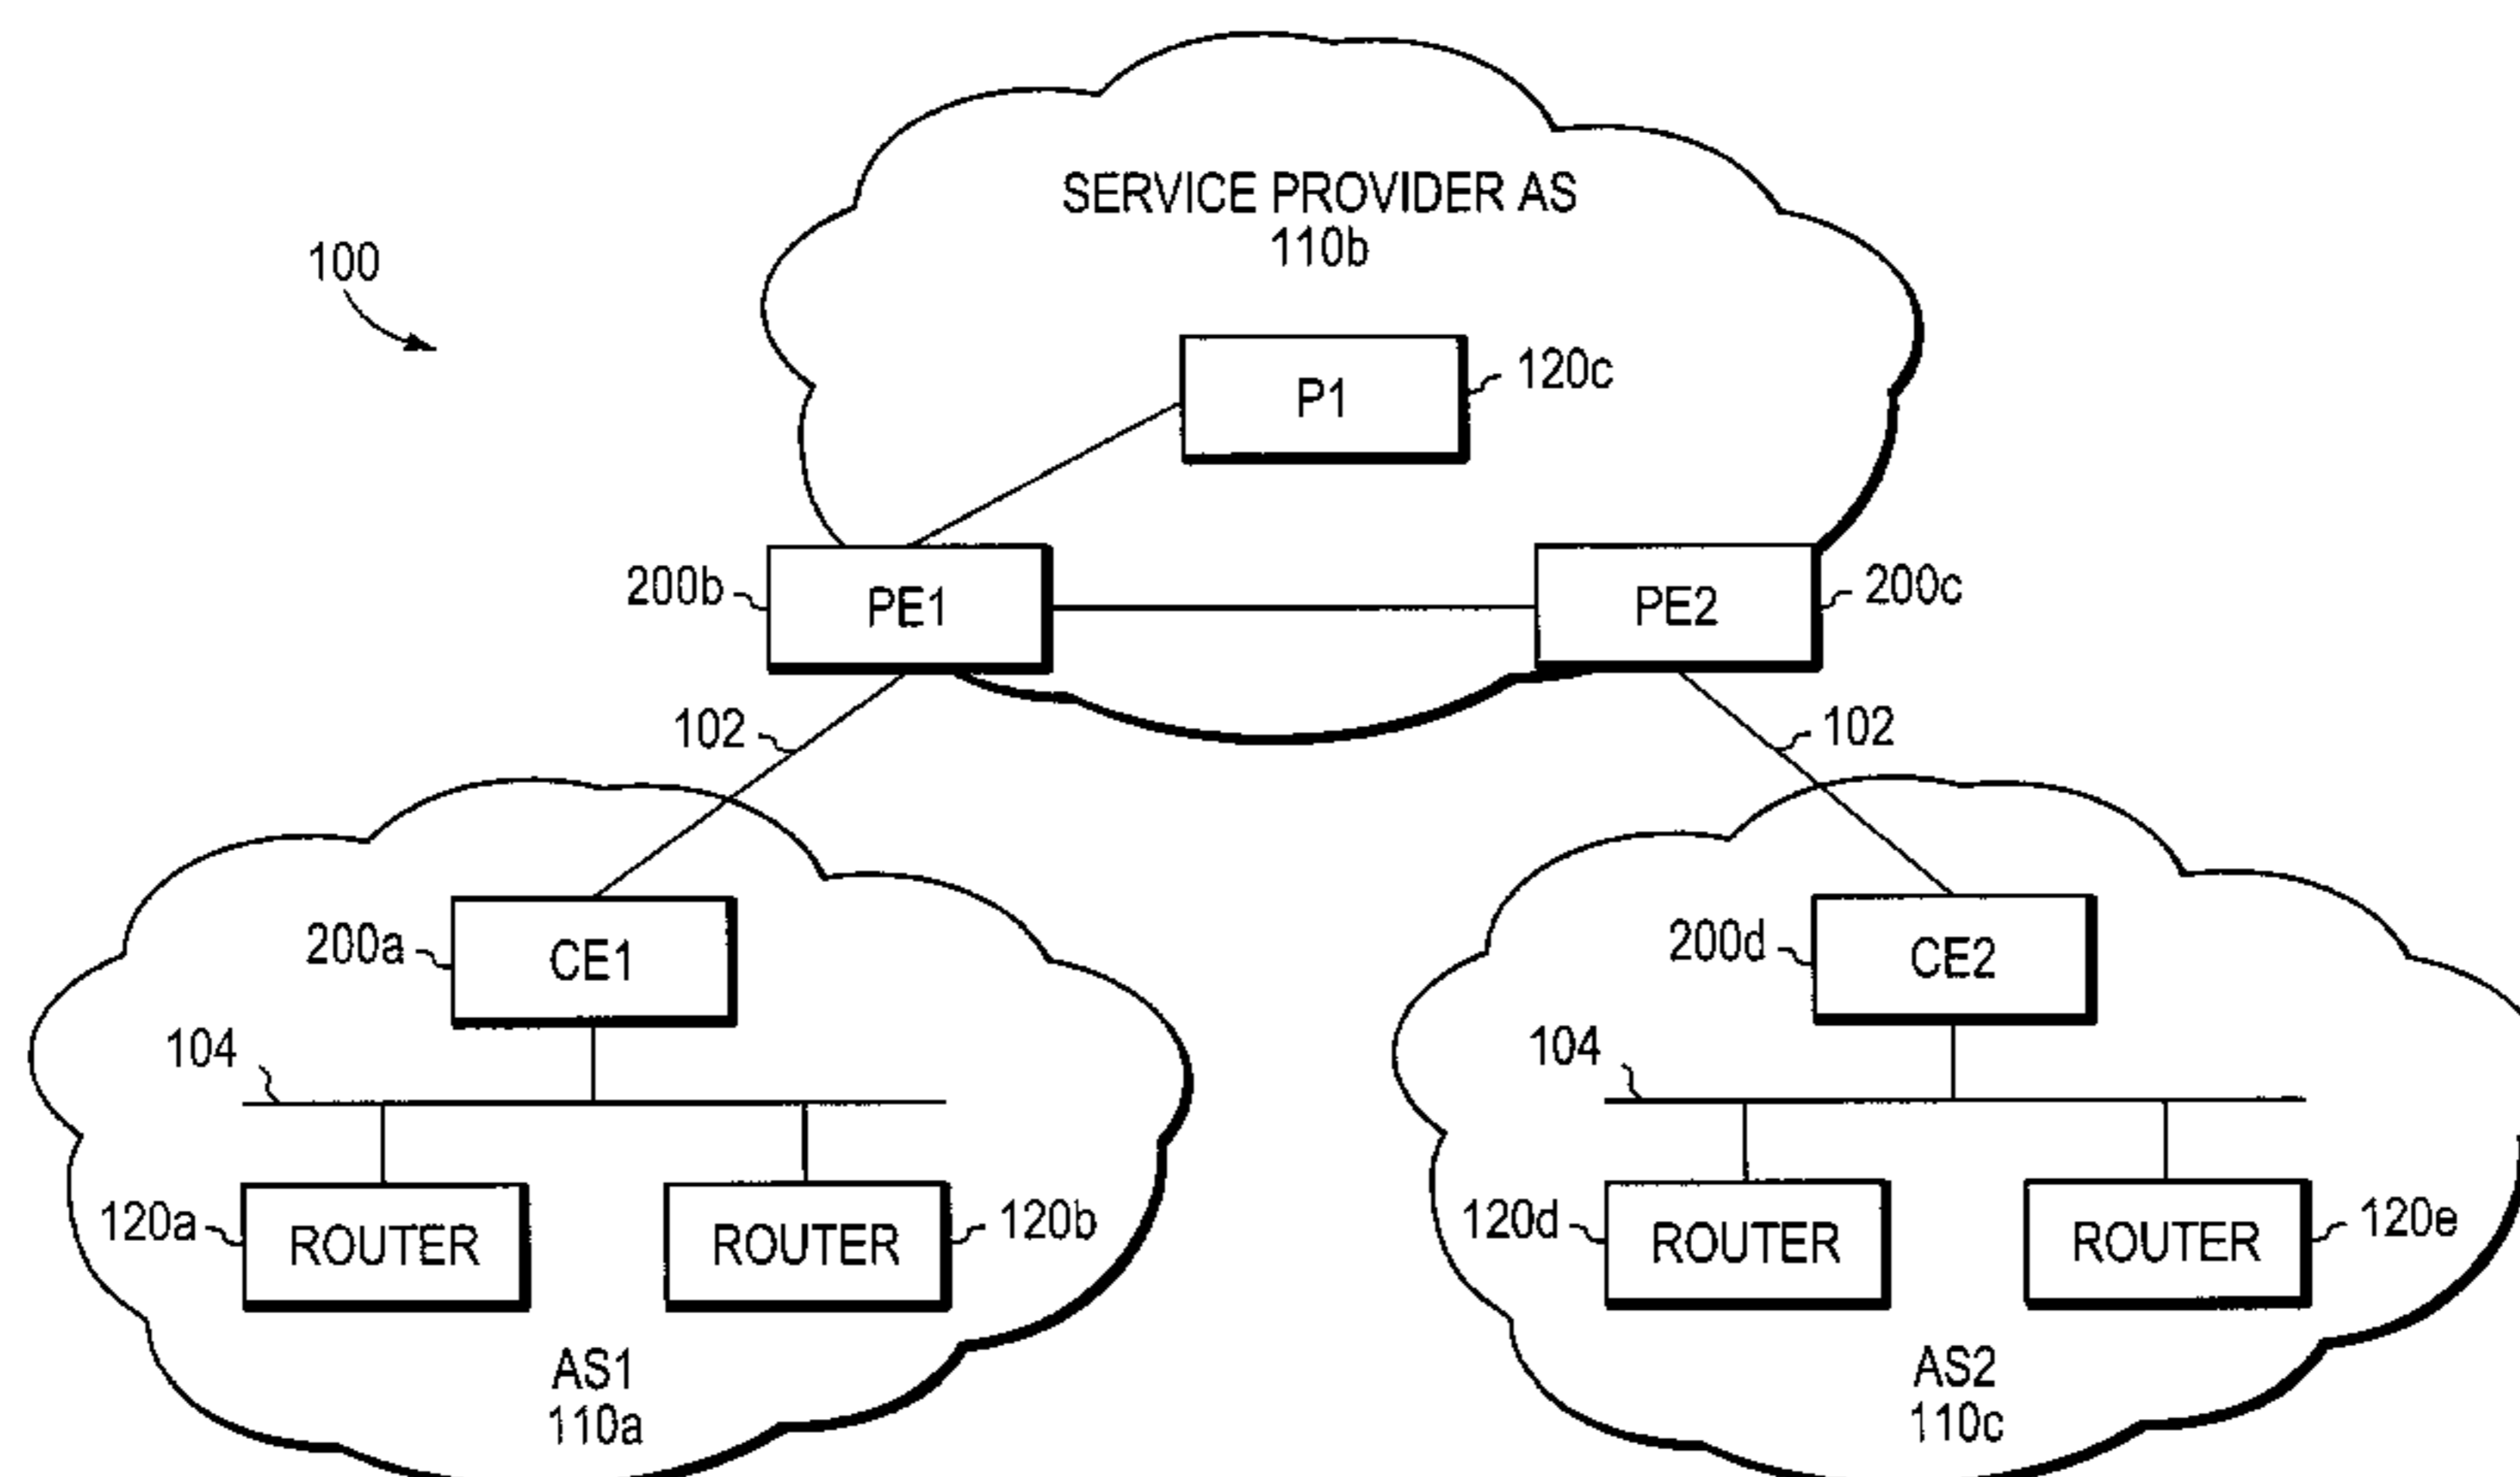 SERVICE PROVIDER AS
110b
100
P1
120c
200b
PE1
PE2
200c
102
102
200a
CE1
200d
CE2
104
104
120a
ROUTER
ROUTER
120b
120d
ROUTER
ROUTER
120e
AS1
110a
AS2
110c